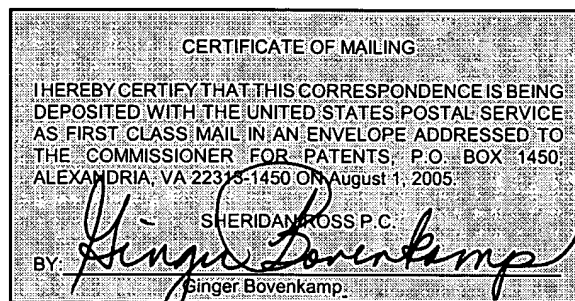 CERTIFICATE OF MAILING
I HEREBY CERTIFY THAT THIS CORRESPONDENCE IS BEING
DEPOSITED WITH THE UNITED STATES POSTAL SERVICE
AS FIRST CLASS MAIL IN AN ENVELOPE ADDRESSED TO
THE COMMISSIONER FOR PATENTS, P.O. BOX 1450,
ALEXANDRIA, VA 22313-1450 ON August 1, 2005.
SHERIDAN ROSS P.C.
BY: Ginger Bovenkamp
Ginger Bovenkamp